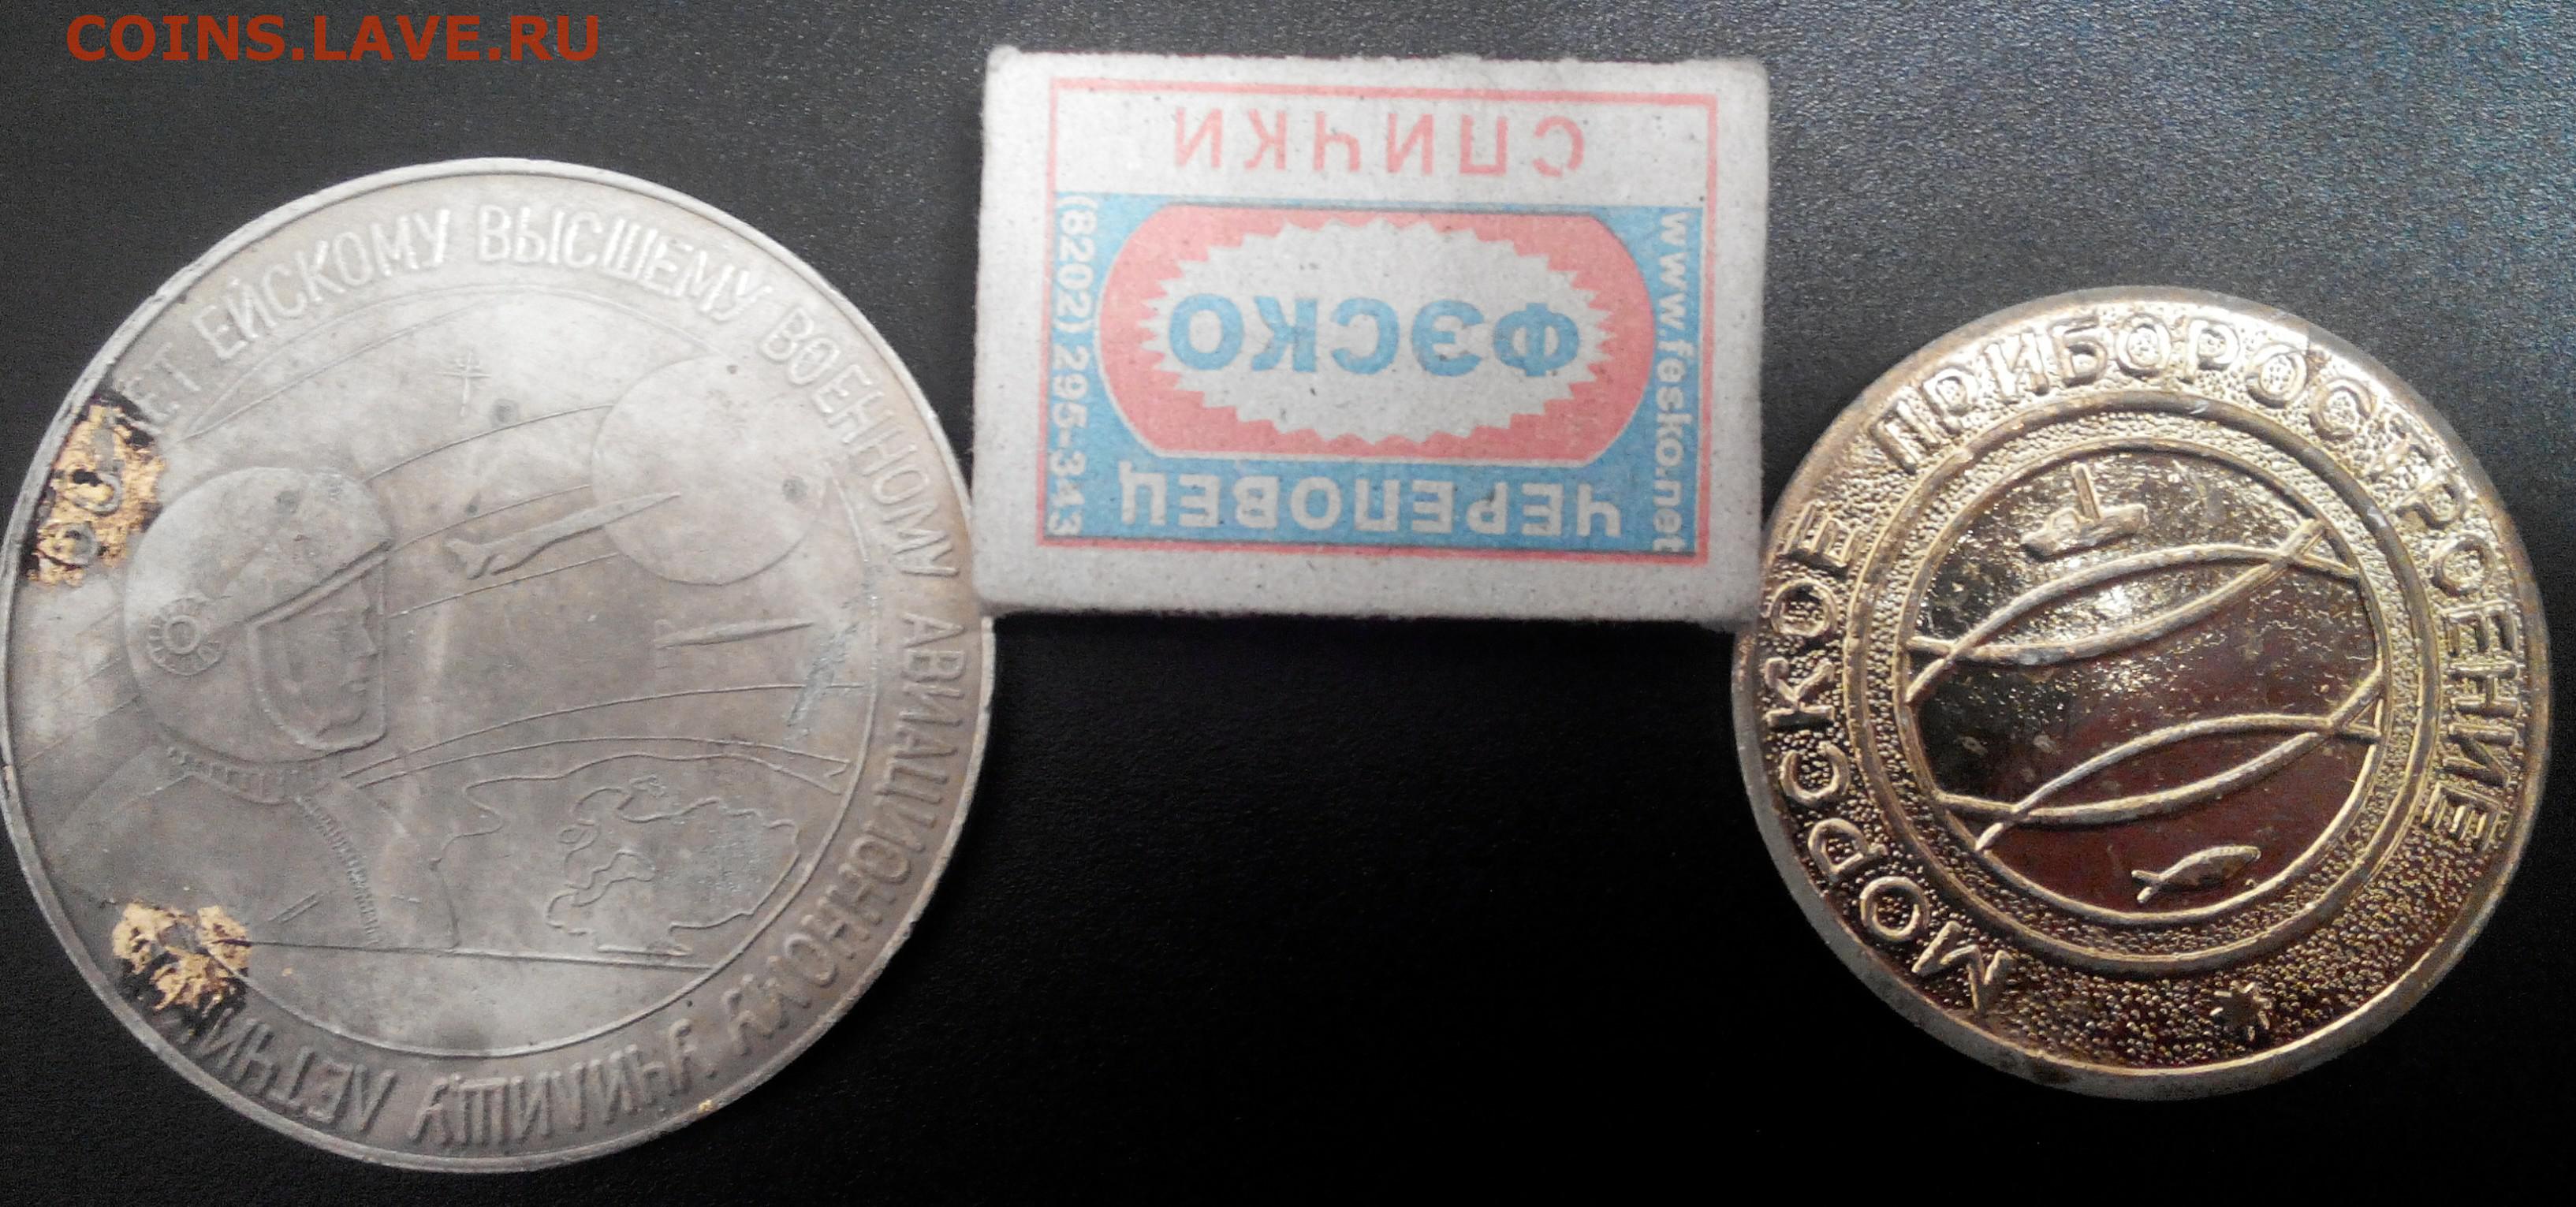 COINS.LAVE.RU
60 ЛЕТ ЕЙСКОМУ ВЫСШЕМУ ВОЕННОМУ АВИАЦИОННОМУ УЧИЛИЩУ
ЧЕРЕПОВЕЦ
ФЭСКО
СПИЧКИ
www.fesko.net
(8202) 295-343
МОРСКОЕ ПРИБОРОСТРОЕНИЕ